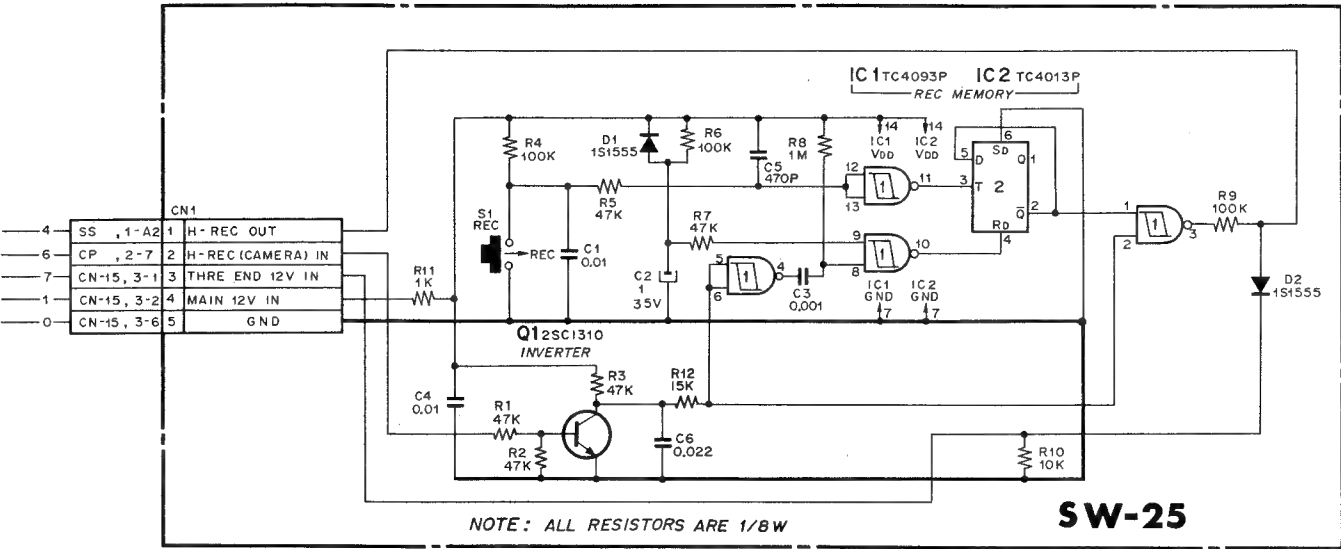 IC1 TC4093P IC2 TC4013P
REC MEMORY
R4
100K
D1
1S1555
R6
100K
C5
470P
R8
1M
14
IC1
VDD
14
IC2
VDD
6
5 D SD Q 1
12
13
11
3 T 2
Q̅ 2
RD
4
1
1
2
3
R9
100K
R5
47K
S1
REC
REC
C1
0.01
R7
47K
9
8
1
10
C2
1
35V
5
6
1
4
C3
0.001
IC1
GND
7
IC2
GND
7
D2
1S1555
CN1
4 SS ,1-A2 1 H-REC OUT
6 CP ,2-7 2 H-REC (CAMERA) IN
7 CN-15, 3-1 3 THRE END 12V IN
1 CN-15, 3-2 4 MAIN 12V IN
0 CN-15, 3-6 5 GND
R11
1K
Q1 2SC1310
INVERTER
R3
47K
R12
15K
C4
0.01
R1
47K
R2
47K
C6
0.022
R10
10K
NOTE: ALL RESISTORS ARE 1/8W
SW-25